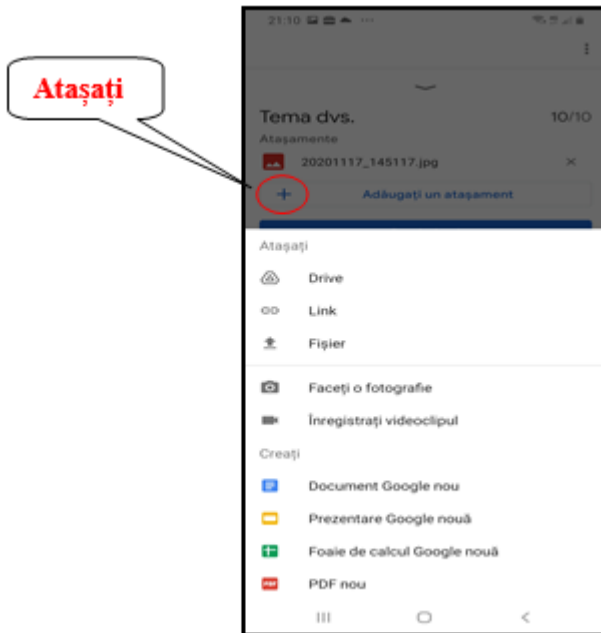 Atașați
21:10
Tema dvs. 10/10
Atașamente
20201117_145117.jpg
Adăugați un atașament
Atașați
Drive
Link
Fișier
Faceți o fotografie
Înregistrați videoclipul
Creați
Document Google nou
Prezentare Google nouă
Foaie de calcul Google nouă
PDF nou